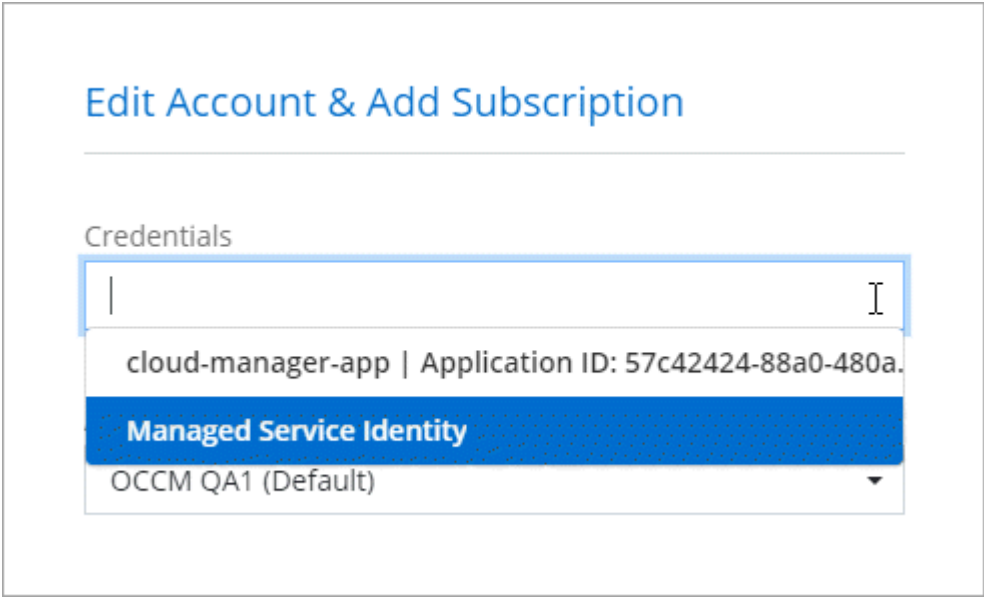 Edit Account & Add Subscription
Credentials
cloud-manager-app | Application ID: 57c42424-88a0-480a.
Managed Service Identity
OCCM QA1 (Default)